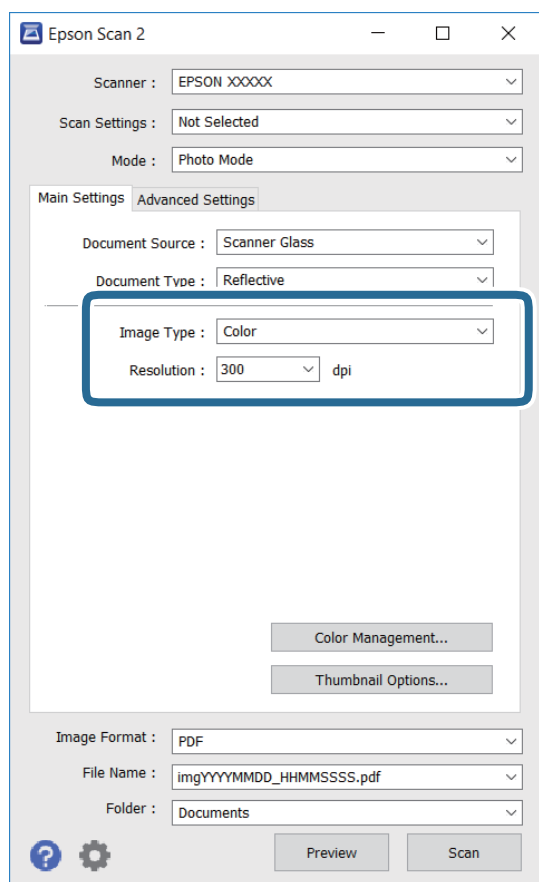 Epson Scan 2
Scanner : EPSON XXXXX
Scan Settings : Not Selected
Mode : Photo Mode
Main Settings Advanced Settings
Document Source : Scanner Glass
Document Type : Reflective
Image Type : Color
Resolution : 300 dpi
Color Management...
Thumbnail Options...
Image Format : PDF
File Name : imgYYYYMMDD_HHMMSSSS.pdf
Folder : Documents
? Preview Scan